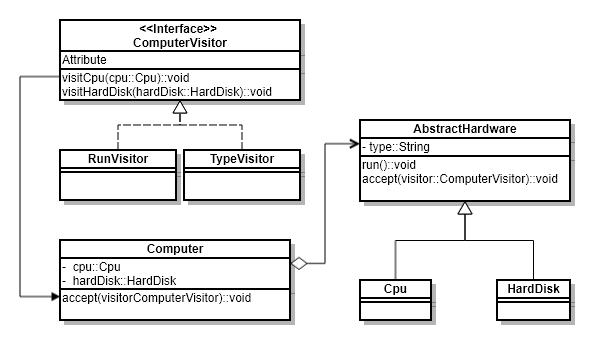 <<Interface>>
ComputerVisitor
Attribute
visitCpu(cpu::Cpu)::void
visitHardDisk(hardDisk::HardDisk)::void
RunVisitor
TypeVisitor
AbstractHardware
- type::String
run()::void
accept(visitor::ComputerVisitor)::void
Computer
- cpu::Cpu
- hardDisk::HardDisk
accept(visitorComputerVisitor)::void
Cpu
HardDisk